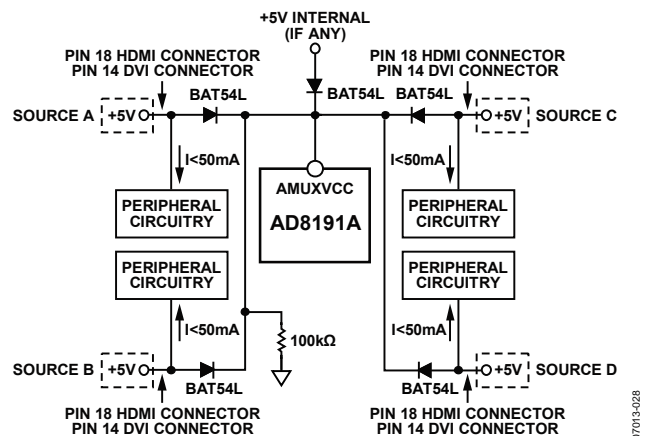 +5V INTERNAL
(IF ANY)
PIN 18 HDMI CONNECTOR
PIN 14 DVI CONNECTOR
PIN 18 HDMI CONNECTOR
PIN 14 DVI CONNECTOR
BAT54L
BAT54L
BAT54L
SOURCE A
+5V
+5V
SOURCE C
I<50mA
I<50mA
AMUXVCC
AD8191A
PERIPHERAL
CIRCUITRY
PERIPHERAL
CIRCUITRY
PERIPHERAL
CIRCUITRY
PERIPHERAL
CIRCUITRY
I<50mA
100kΩ
I<50mA
SOURCE B
+5V
+5V
SOURCE D
BAT54L
BAT54L
PIN 18 HDMI CONNECTOR
PIN 14 DVI CONNECTOR
PIN 18 HDMI CONNECTOR
PIN 14 DVI CONNECTOR
07013-028